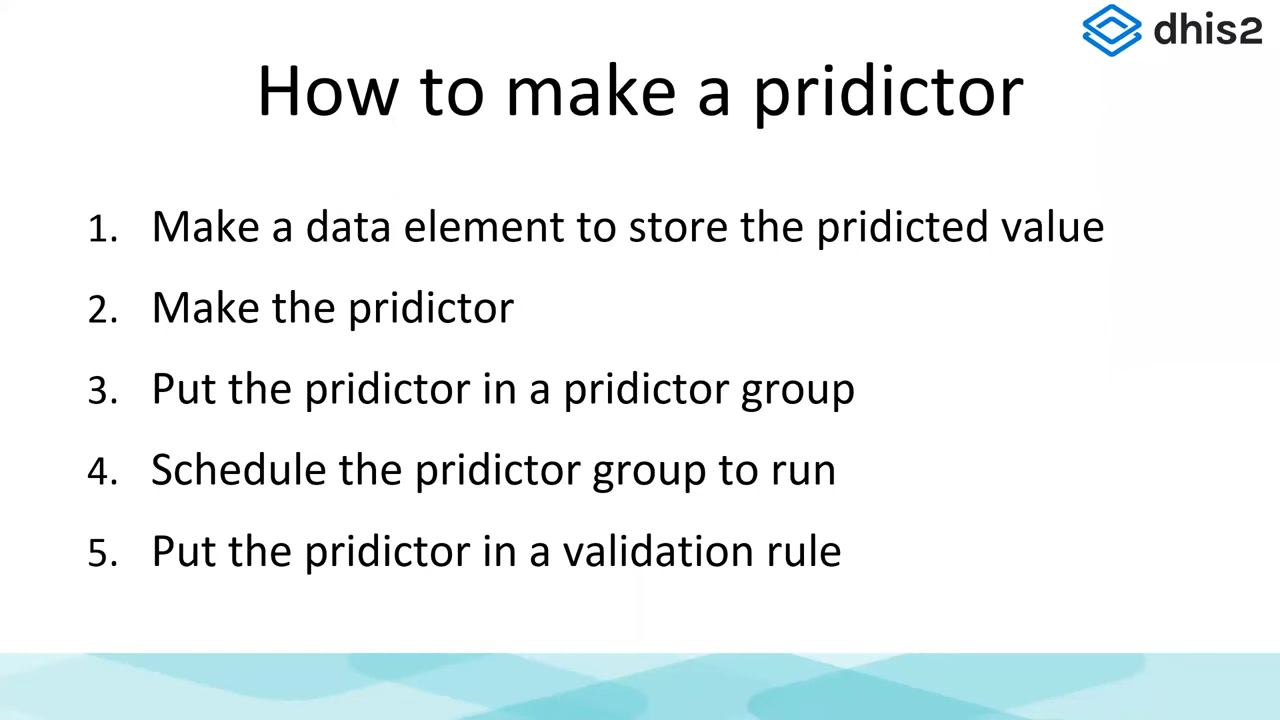 dhis2
How to make a pridictor
1. Make a data element to store the pridicted value
2. Make the pridictor
3. Put the pridictor in a pridictor group
4. Schedule the pridictor group to run
5. Put the pridictor in a validation rule